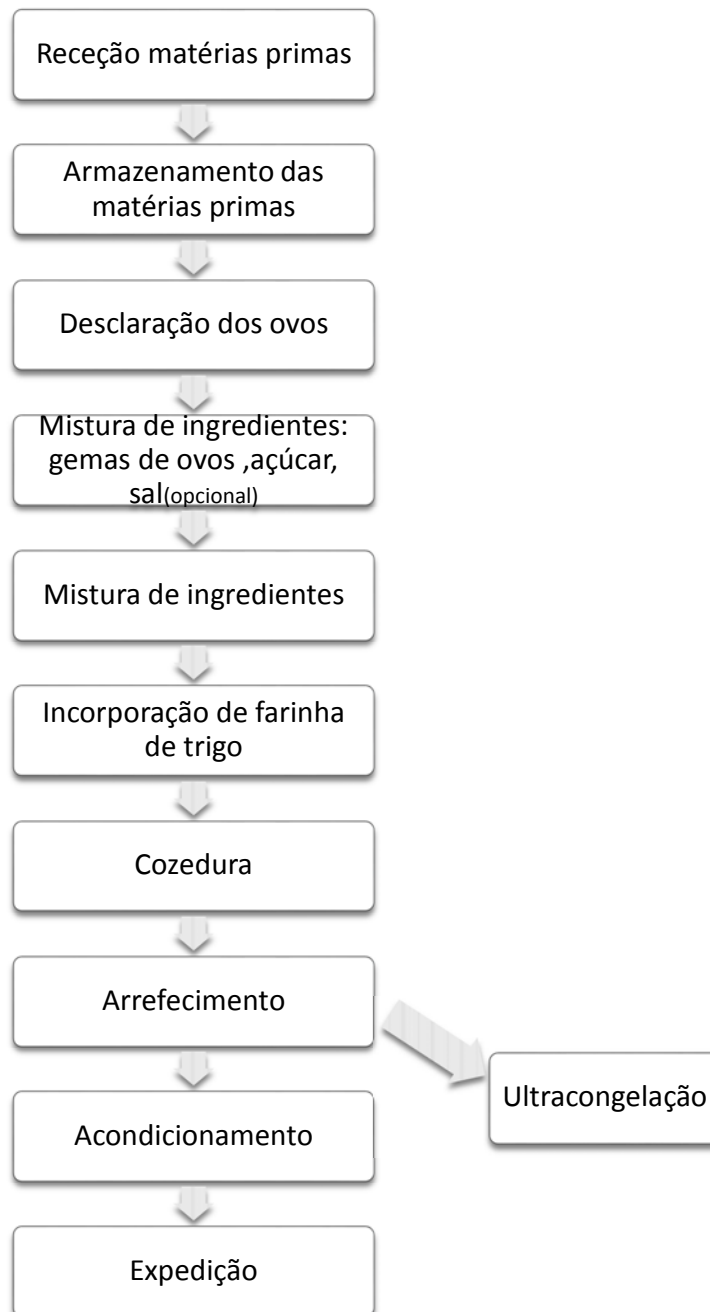 Receção matérias primas
Armazenamento das
matérias primas
Desclaração dos ovos
Mistura de ingredientes:
gemas de ovos ,açúcar,
sal(opcional)
Mistura de ingredientes
Incorporação de farinha
de trigo
Cozedura
Arrefecimento
Ultracongelação
Acondicionamento
Expedição